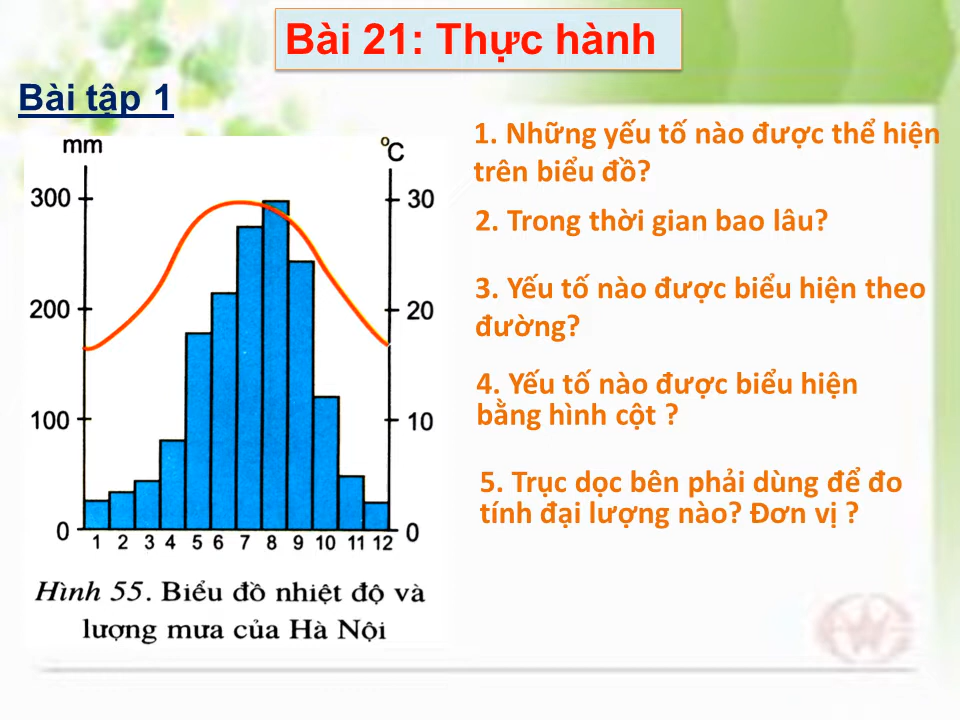 Bài 21: Thực hành
Bài tập 1
mm
°C
300
30
200
20
100
10
0
0
1 2 3 4 5 6 7 8 9 10 11 12
Hình 55. Biểu đồ nhiệt độ và
lượng mưa của Hà Nội
1. Những yếu tố nào được thể hiện
trên biểu đồ?
2. Trong thời gian bao lâu?
3. Yếu tố nào được biểu hiện theo
đường?
4. Yếu tố nào được biểu hiện
bằng hình cột ?
5. Trục dọc bên phải dùng để đo
tính đại lượng nào? Đơn vị ?